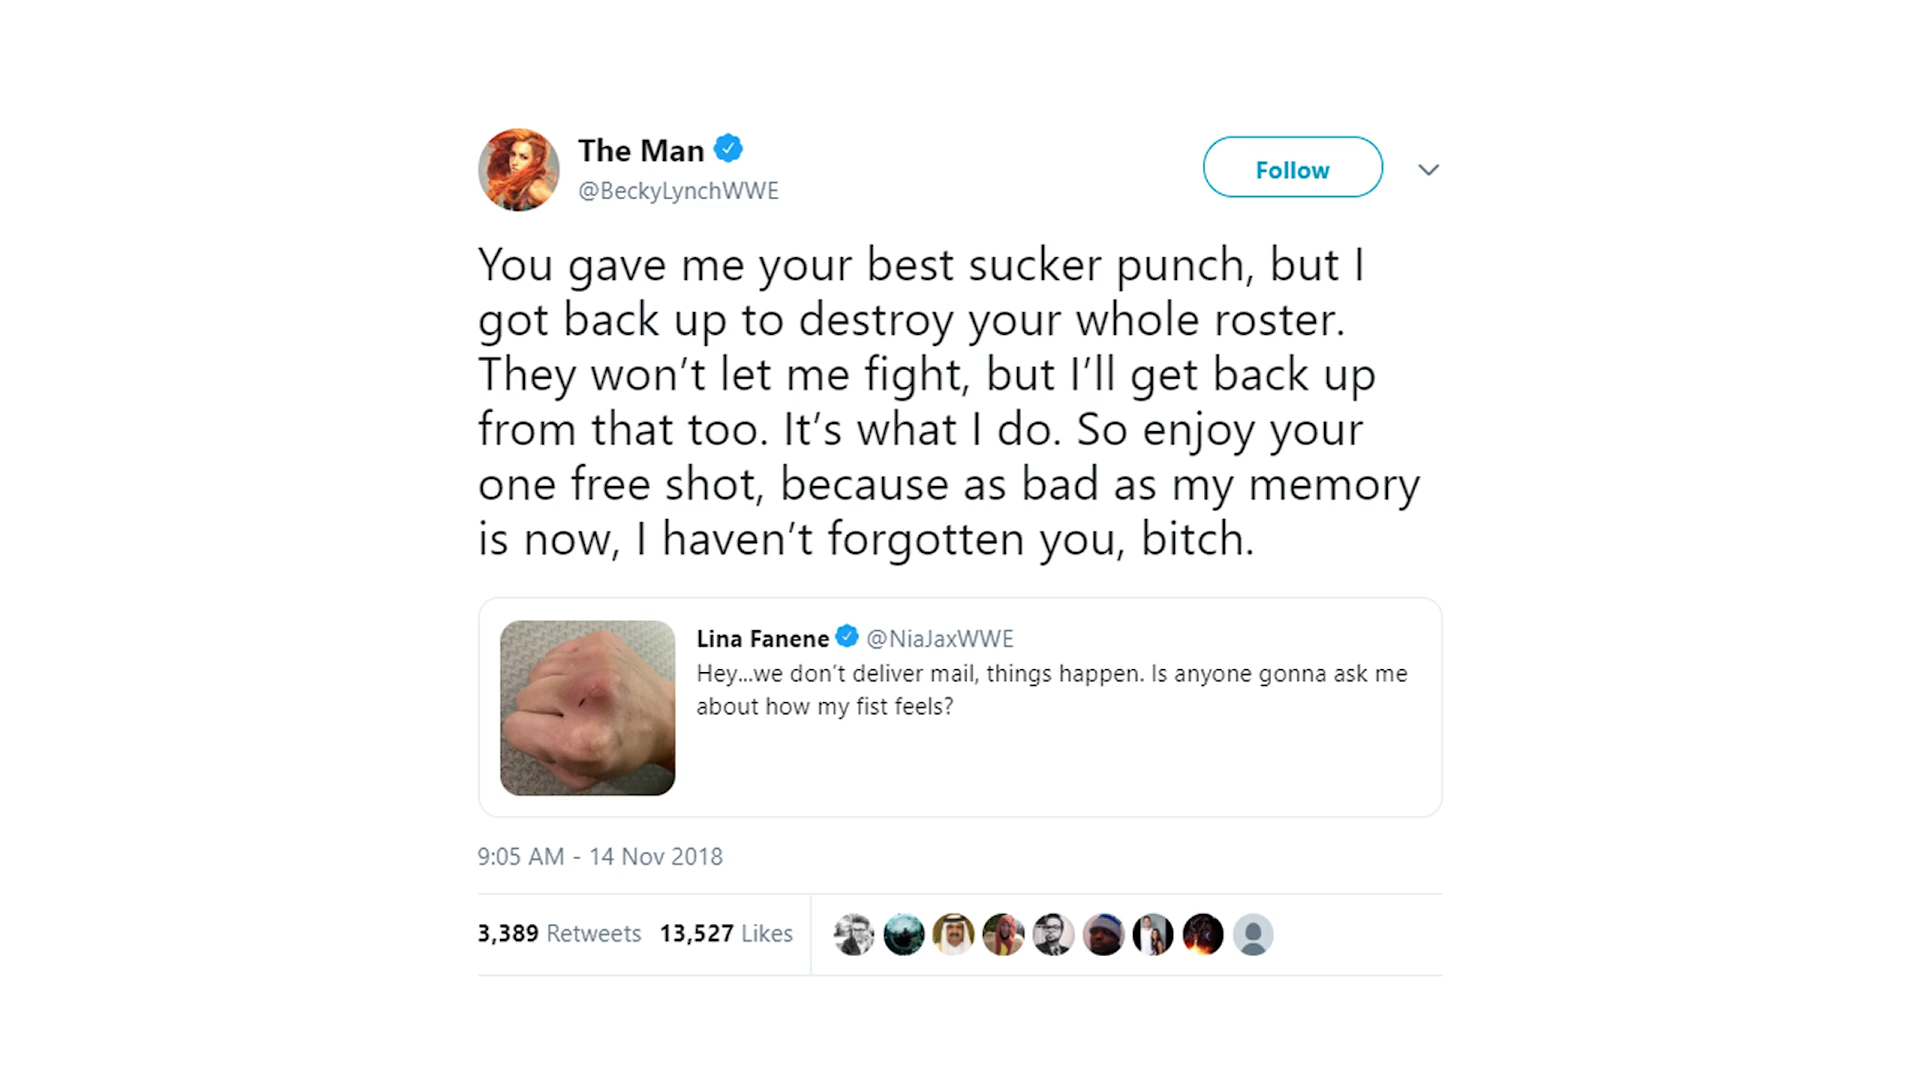 The Man
@BeckyLynchWWE
Follow
You gave me your best sucker punch, but I
got back up to destroy your whole roster.
They won’t let me fight, but I’ll get back up
from that too. It’s what I do. So enjoy your
one free shot, because as bad as my memory
is now, I haven’t forgotten you, bitch.
Lina Fanene @NiaJaxWWE
Hey...we don’t deliver mail, things happen. Is anyone gonna ask me
about how my fist feels?
9:05 AM - 14 Nov 2018
3,389 Retweets 13,527 Likes